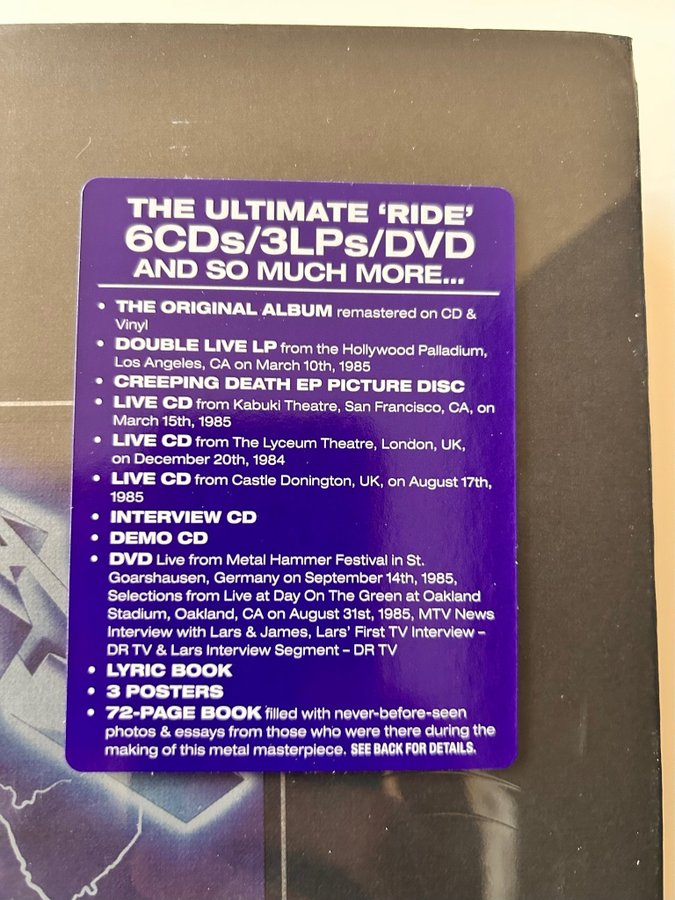 THE ULTIMATE ‘RIDE’
6CDs/3LPs/DVD
AND SO MUCH MORE...
• THE ORIGINAL ALBUM remastered on CD &
Vinyl
• DOUBLE LIVE LP from the Hollywood Palladium,
Los Angeles, CA on March 10th, 1985
• CREEPING DEATH EP PICTURE DISC
• LIVE CD from Kabuki Theatre, San Francisco, CA, on
March 15th, 1985
• LIVE CD from The Lyceum Theatre, London, UK,
on December 20th, 1984
• LIVE CD from Castle Donington, UK, on August 17th,
1985
• INTERVIEW CD
• DEMO CD
• DVD Live from Metal Hammer Festival in St.
Goarshausen, Germany on September 14th, 1985,
Selections from Live at Day On The Green at Oakland
Stadium, Oakland, CA on August 31st, 1985, MTV News
Interview with Lars & James, Lars’ First TV Interview –
DR TV & Lars Interview Segment – DR TV
• LYRIC BOOK
• 3 POSTERS
• 72-PAGE BOOK filled with never-before-seen
photos & essays from those who were there during the
making of this metal masterpiece. SEE BACK FOR DETAILS.